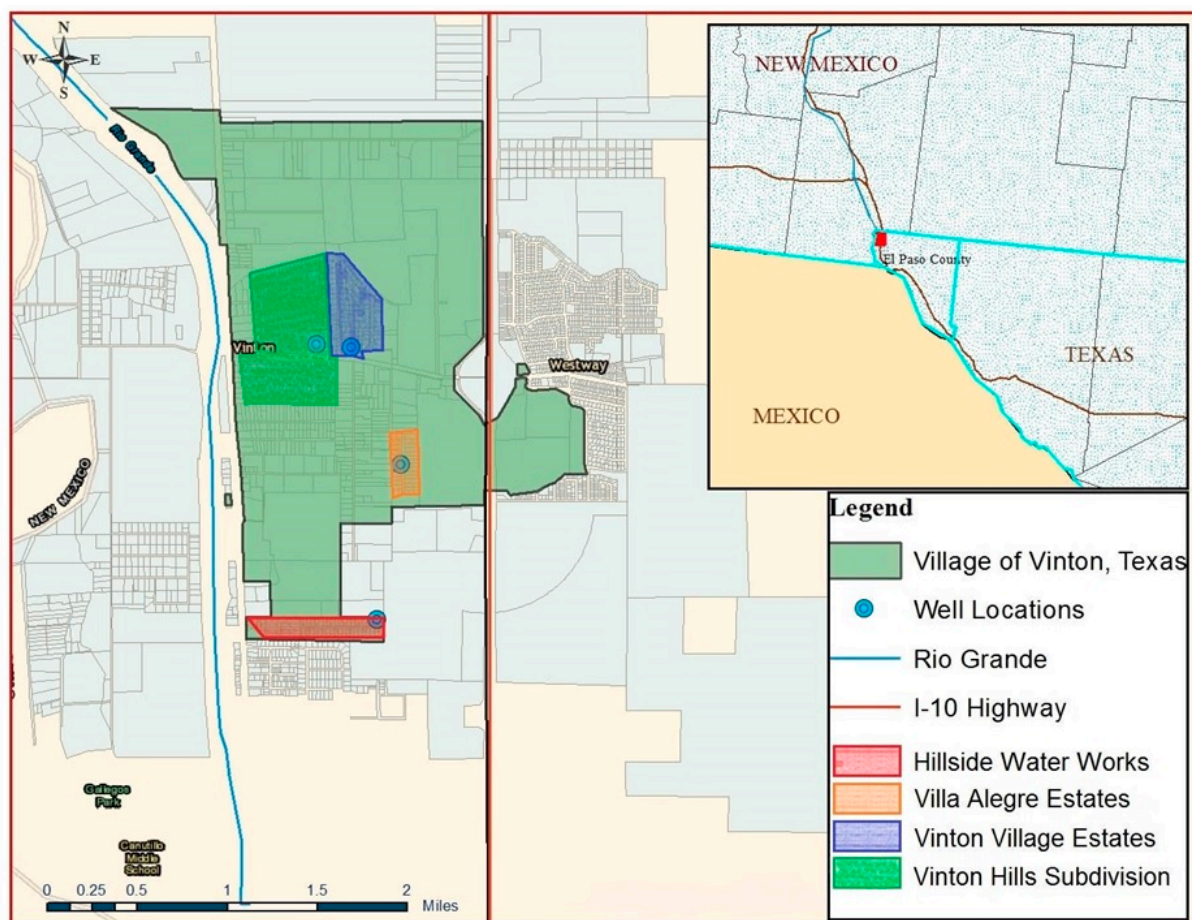 N
W E
S
Rio Grande
Vinton
Westway
NEW MEXICO
Gallegos
Park
Canutillo
Middle
School
0 0.25 0.5 1 1.5 2
Miles
NEW MEXICO
El Paso County
TEXAS
MEXICO
Legend
Village of Vinton, Texas
Well Locations
Rio Grande
I-10 Highway
Hillside Water Works
Villa Alegre Estates
Vinton Village Estates
Vinton Hills Subdivision